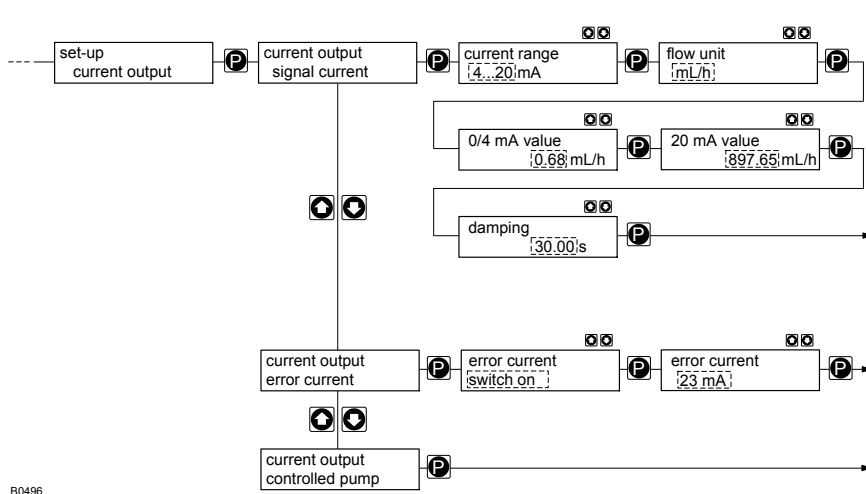 set-up
current output
P
current output
signal current
P
current range
4...20 mA
P
flow unit
mL/h
P
0/4 mA value
0.68 mL/h
P
20 mA value
897.65 mL/h
P
damping
30.00 s
P
current output
error current
P
error current
switch on
P
error current
23 mA
P
current output
controlled pump
P
B0496